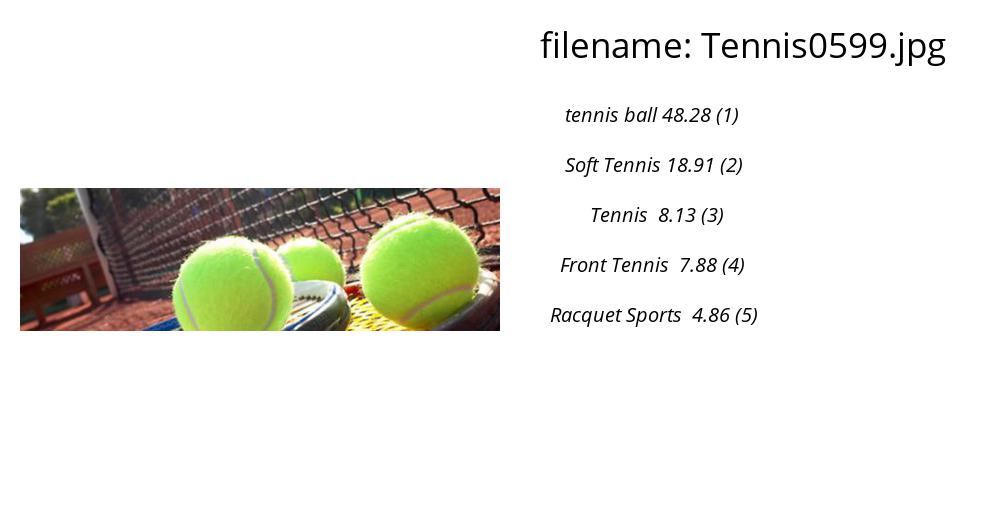 filename: Tennis0599.jpg
tennis ball 48.28 (1)
Soft Tennis 18.91 (2)
Tennis 8.13 (3)
Front Tennis 7.88 (4)
Racquet Sports 4.86 (5)